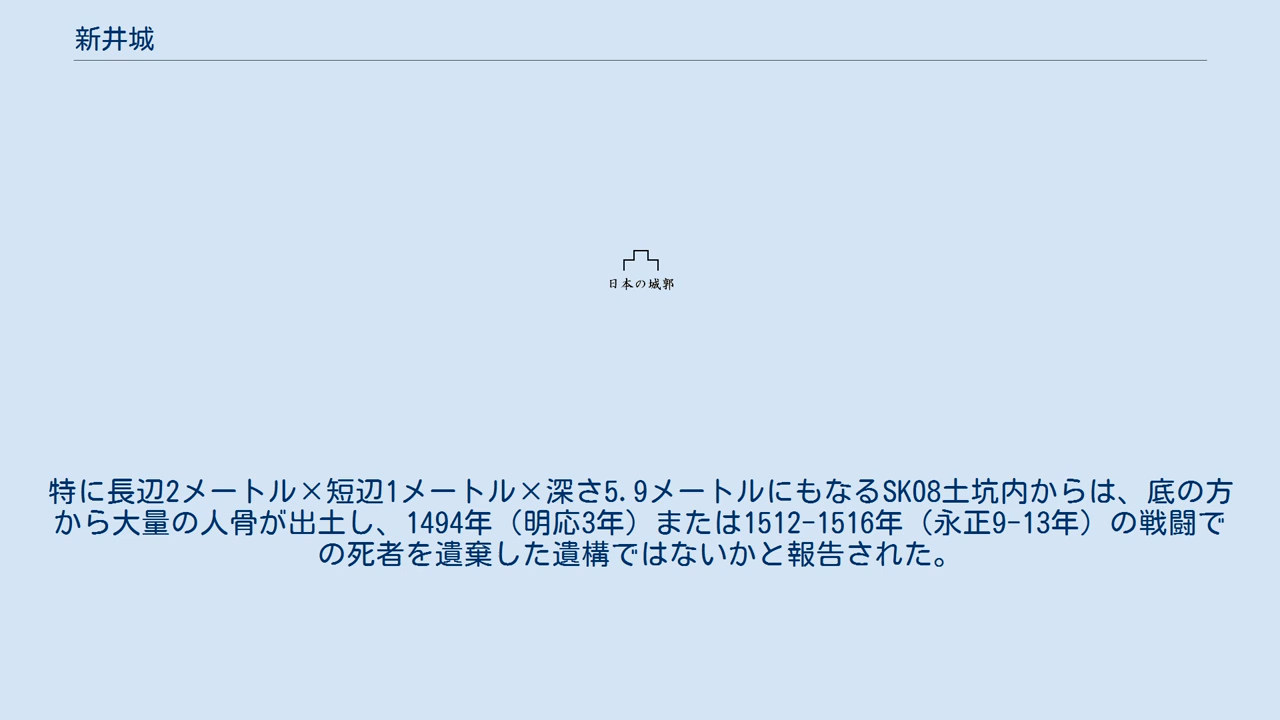 新井城
日本の城郭
特に長辺2メートル×短辺1メートル×深さ5.9メートルにもなるSK08土坑内からは、底の方
から大量の人骨が出土し、1494年（明応3年）または1512-1516年（永正9-13年）の戦闘で
の死者を遺棄した遺構ではないかと報告された。